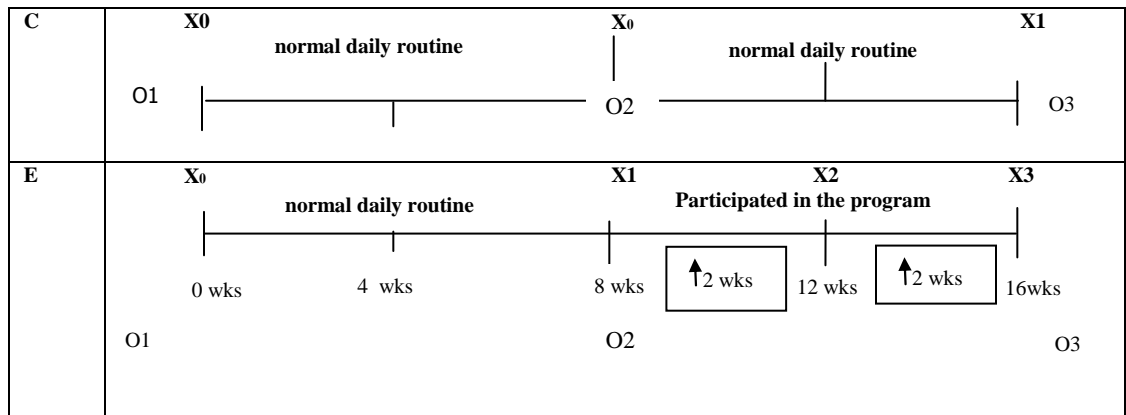 C X0 X0 X1
normal daily routine normal daily routine
O1 O2 O3
E X0 X1 X2 X3
normal daily routine Participated in the program
0 wks 4 wks 8 wks 2 wks 12 wks 2 wks 16wks
O1 O2 O3